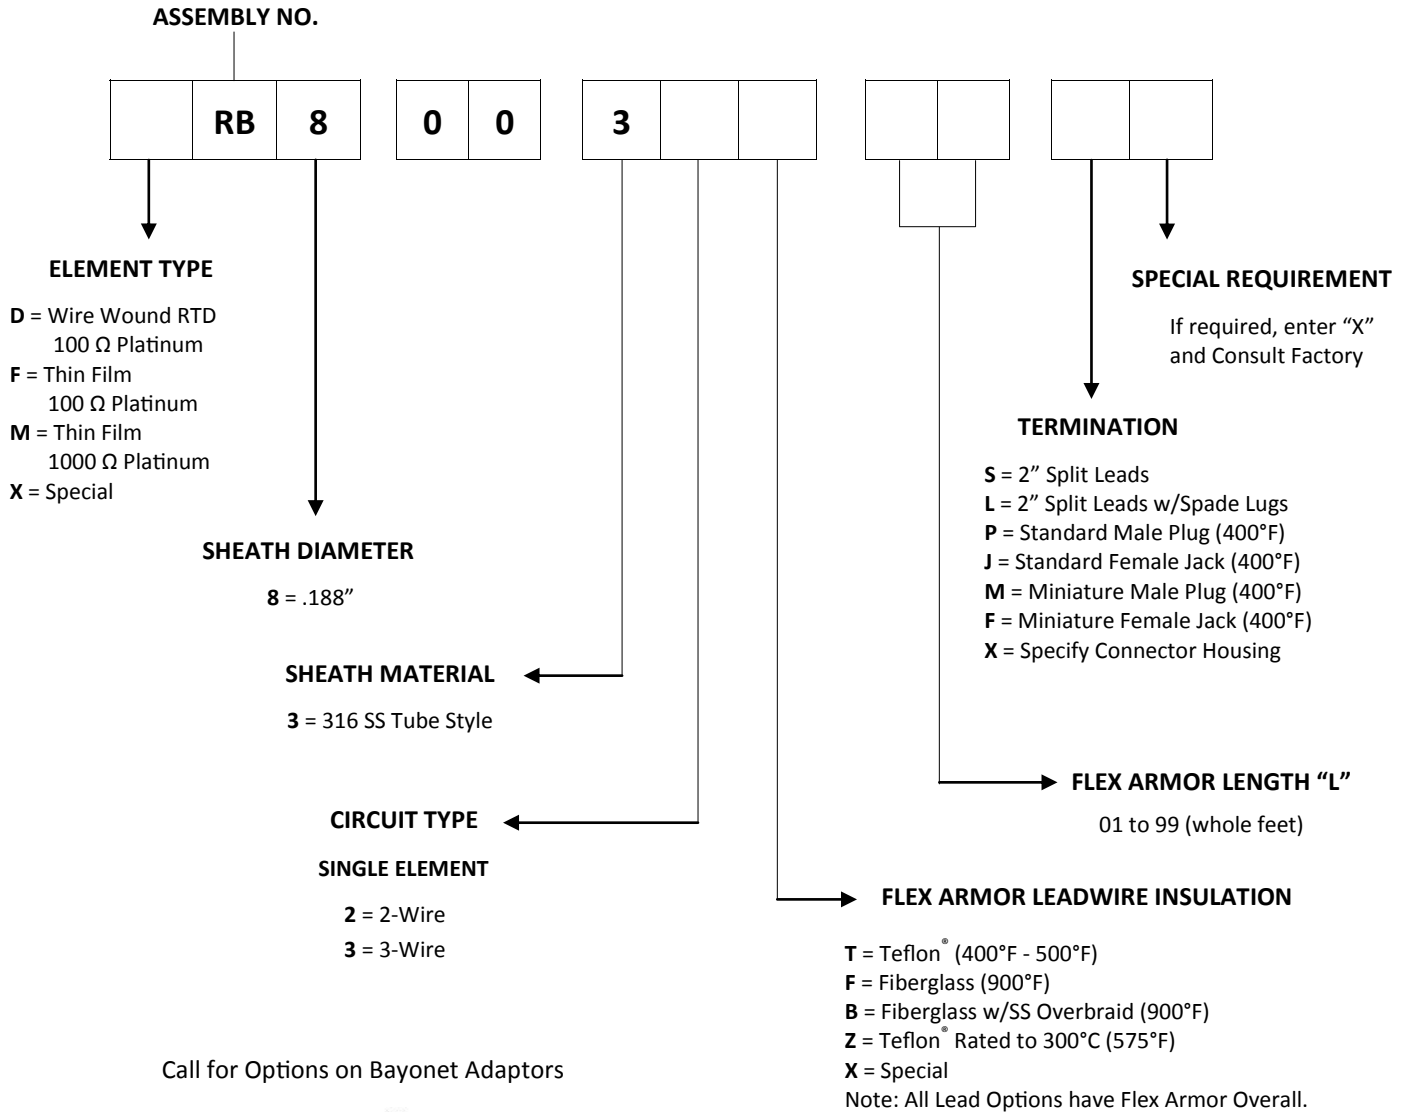 ASSEMBLY NO.
RB 8 0 0 3
ELEMENT TYPE
D = Wire Wound RTD
100 Ω Platinum
F = Thin Film
100 Ω Platinum
M = Thin Film
1000 Ω Platinum
X = Special
SHEATH DIAMETER
8 = .188”
SHEATH MATERIAL
3 = 316 SS Tube Style
CIRCUIT TYPE
SINGLE ELEMENT
2 = 2-Wire
3 = 3-Wire
Call for Options on Bayonet Adaptors
SPECIAL REQUIREMENT
If required, enter “X”
and Consult Factory
TERMINATION
S = 2” Split Leads
L = 2” Split Leads w/Spade Lugs
P = Standard Male Plug (400°F)
J = Standard Female Jack (400°F)
M = Miniature Male Plug (400°F)
F = Miniature Female Jack (400°F)
X = Specify Connector Housing
FLEX ARMOR LENGTH “L”
01 to 99 (whole feet)
FLEX ARMOR LEADWIRE INSULATION
T = Teflon® (400°F - 500°F)
F = Fiberglass (900°F)
B = Fiberglass w/SS Overbraid (900°F)
Z = Teflon® Rated to 300°C (575°F)
X = Special
Note: All Lead Options have Flex Armor Overall.